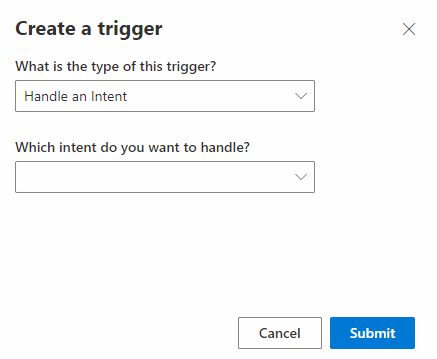 Create a trigger
What is the type of this trigger?
Handle an Intent
Which intent do you want to handle?
Cancel
Submit